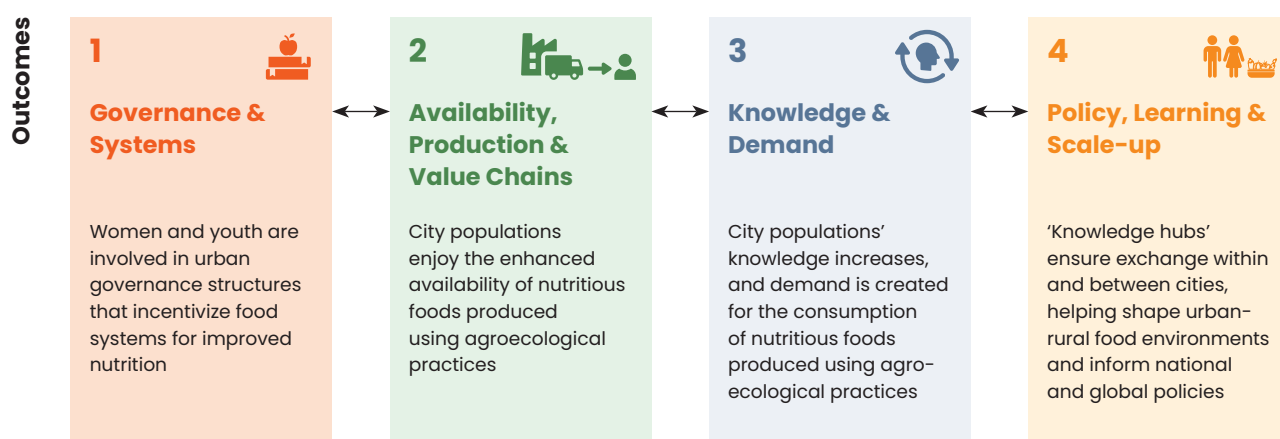 Outcomes
1
Governance &
Systems
Women and youth are
involved in urban
governance structures
that incentivize food
systems for improved
nutrition
2
Availability,
Production &
Value Chains
City populations
enjoy the enhanced
availability of nutritious
foods produced
using agroecological
practices
3
Knowledge &
Demand
City populations’
knowledge increases,
and demand is created
for the consumption
of nutritious foods
produced using agro-
ecological practices
4
Policy, Learning &
Scale-up
‘Knowledge hubs’
ensure exchange within
and between cities,
helping shape urban-
rural food environments
and inform national
and global policies